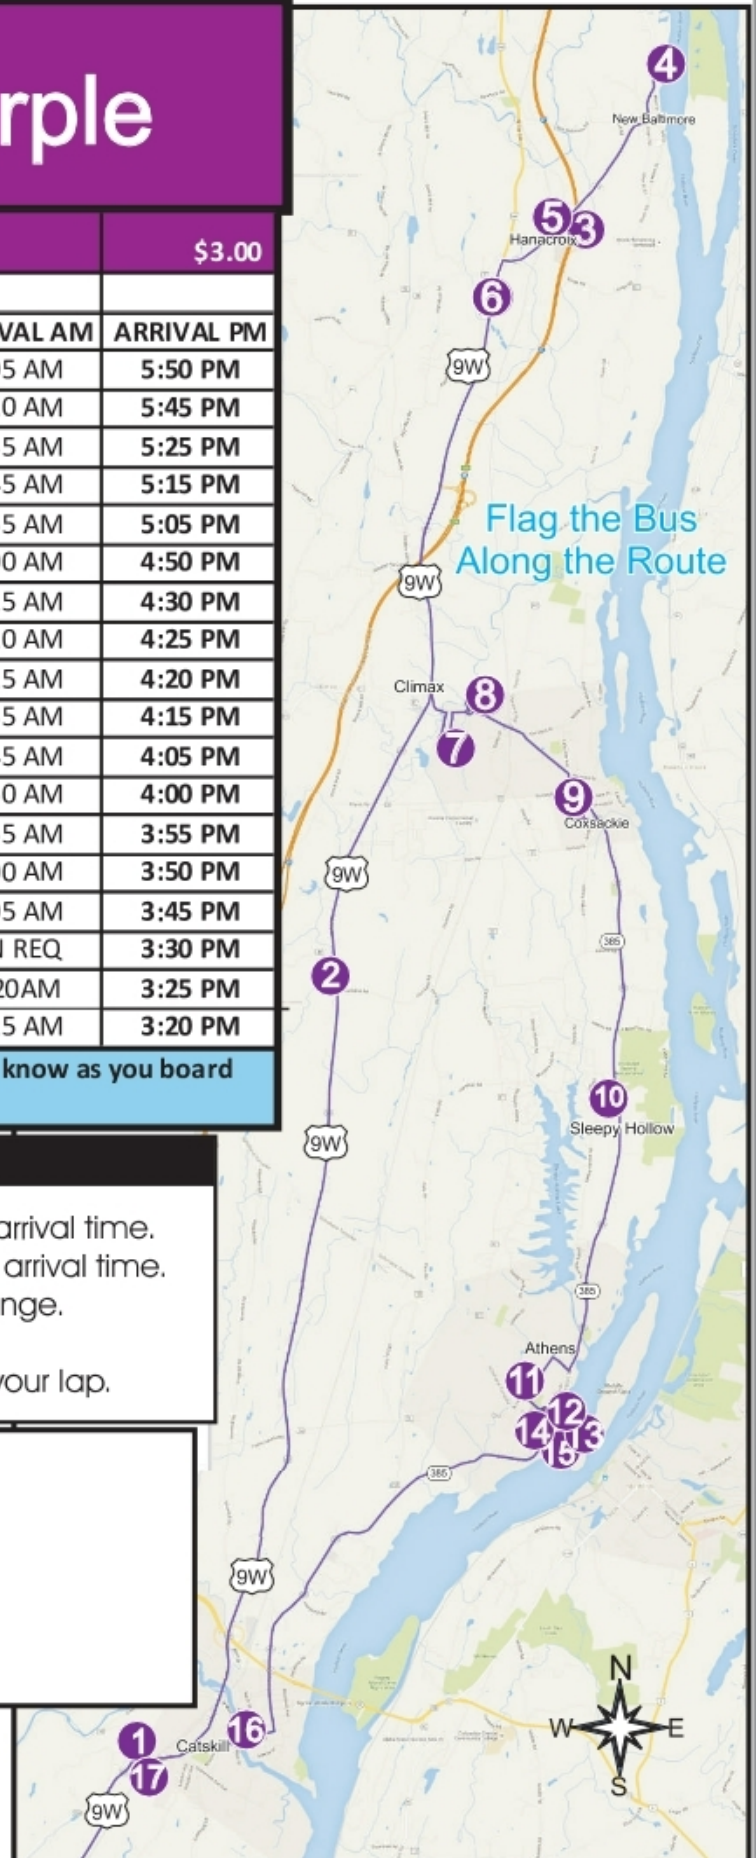 rple
$3.00
VAL AM ARRIVAL PM
5 AM 5:50 PM
0 AM 5:45 PM
5 AM 5:25 PM
5 AM 5:15 PM
5 AM 5:05 PM
0 AM 4:50 PM
5 AM 4:30 PM
0 AM 4:25 PM
5 AM 4:20 PM
5 AM 4:15 PM
5 AM 4:05 PM
0 AM 4:00 PM
5 AM 3:55 PM
0 AM 3:50 PM
5 AM 3:45 PM
N REQ 3:30 PM
20AM 3:25 PM
5 AM 3:20 PM
know as you board
arrival time.
arrival time.
nge.
your lap.
4
New Baltimore
5
3
Hanacroix
6
9W
Flag the Bus
Along the Route
9W
Climax
8
7
9
Coxsackie
9W
385
2
10
Sleepy Hollow
9W
385
Athens
11
12
14
13
15
385
9W
N
W E
S
1
Catskill
16
17
9W